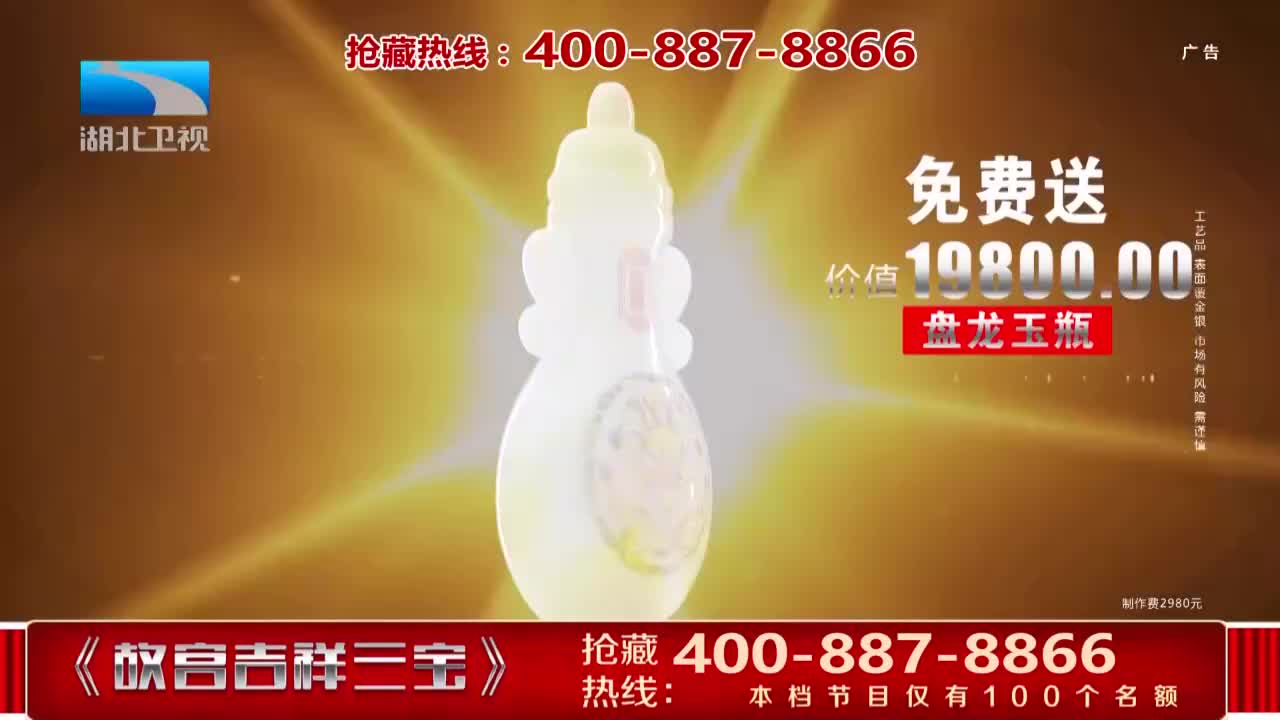 抢藏热线：400-887-8866
广告
湖北卫视
免费送
价值19800.00
盘龙玉瓶
工艺品 表面覆金银 市场有风险 需谨慎
制作费2980元
《故宫吉祥三宝》
抢藏热线：400-887-8866
本档节目仅有100个名额